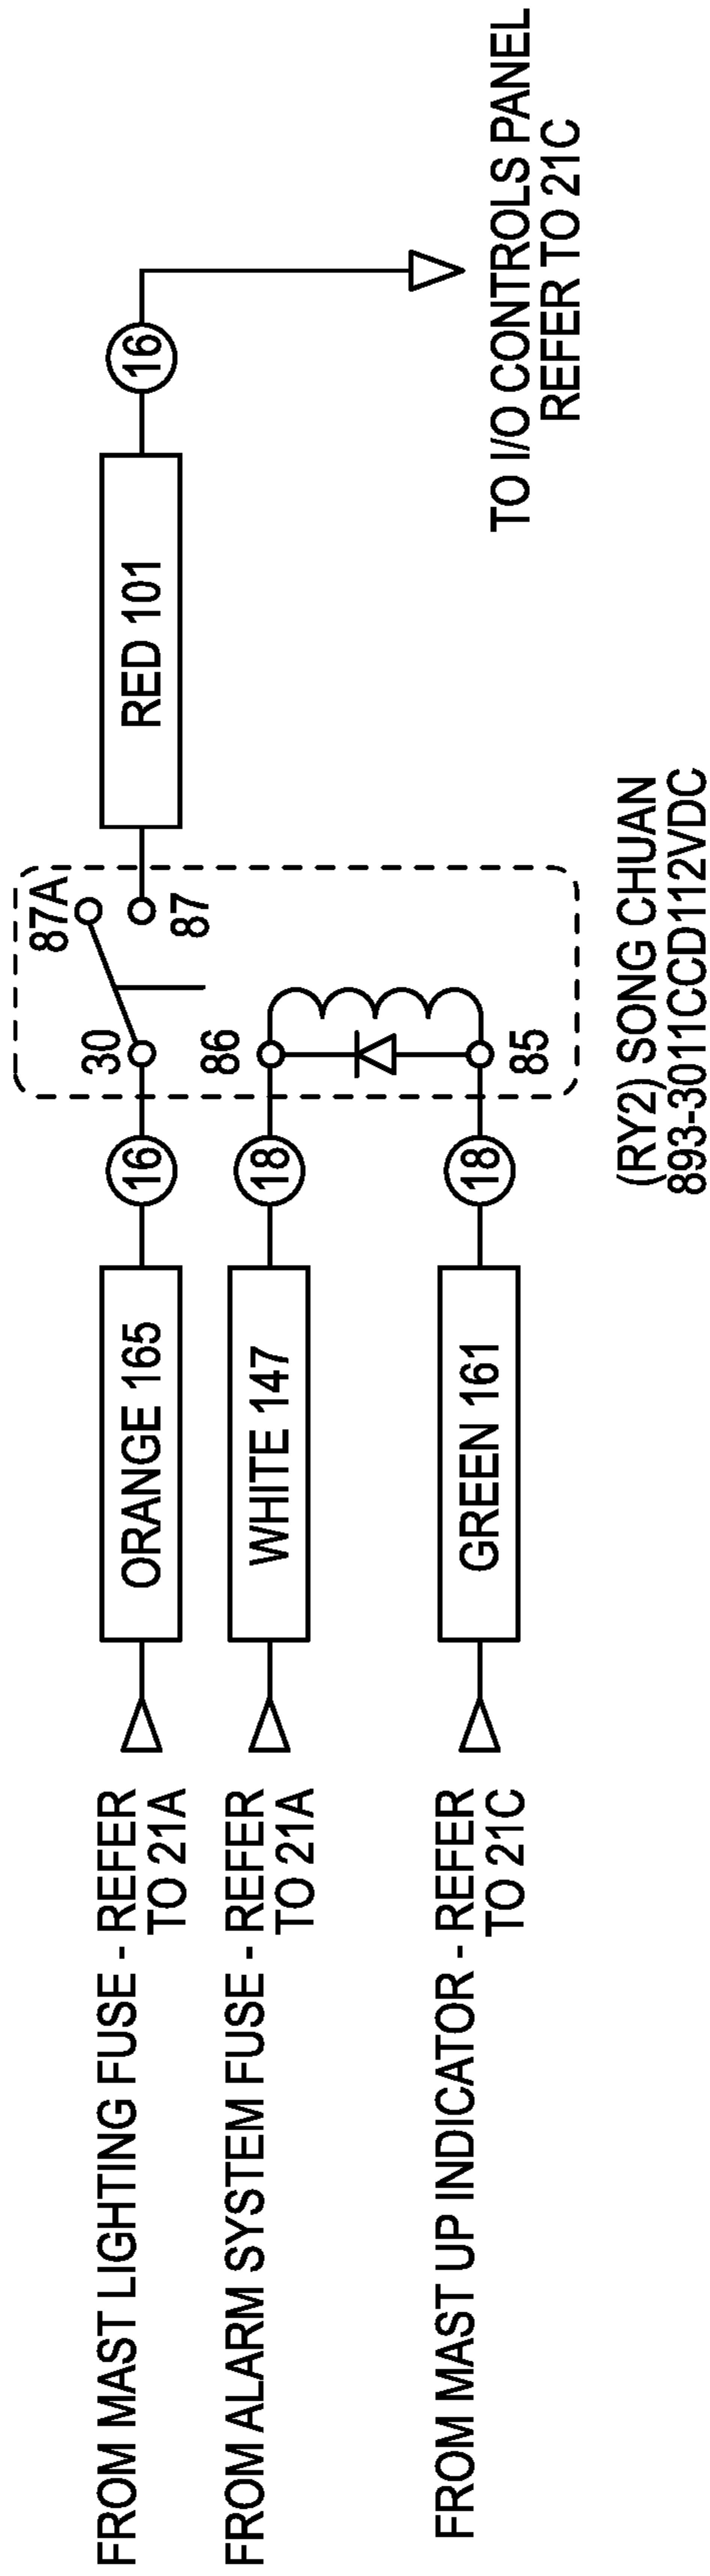 FROM MAST LIGHTING FUSE - REFER
TO 21A
ORANGE 165
16
30
87A
87
RED 101
16
TO I/O CONTROLS PANEL
REFER TO 21C
FROM ALARM SYSTEM FUSE - REFER
TO 21A
WHITE 147
18
86
FROM MAST UP INDICATOR - REFER
TO 21C
GREEN 161
18
85
(RY2) SONG CHUAN
893-3011CCD112VDC